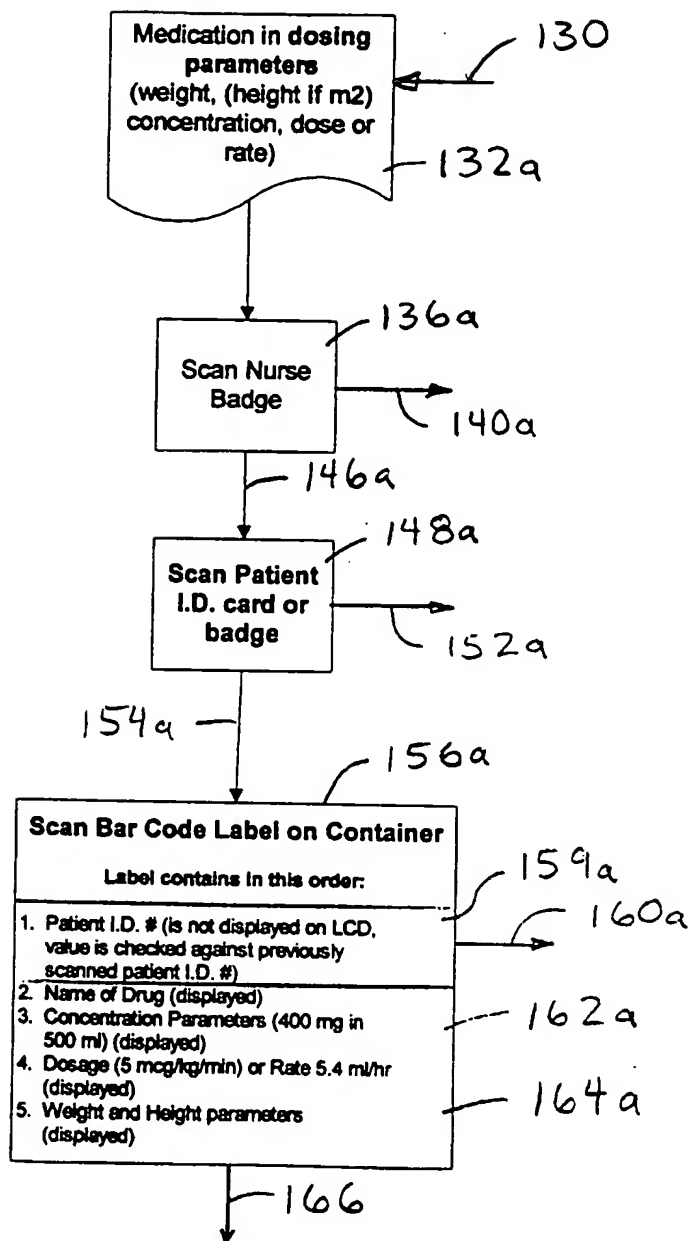 Medication in dosing
parameters
(weight, (height if m2)
concentration, dose or
rate)
130
132a
Scan Nurse
Badge
136a
140a
146a
Scan Patient
I.D. card or
badge
148a
152a
154a
156a
Scan Bar Code Label on Container
Label contains in this order:
159a
1. Patient I.D. # (is not displayed on LCD,
value is checked against previously
scanned patient I.D. #)
160a
2. Name of Drug (displayed)
3. Concentration Parameters (400 mg in
500 ml) (displayed)
162a
4. Dosage (5 mcg/kg/min) or Rate 5.4 ml/hr
(displayed)
5. Weight and Height parameters
(displayed)
164a
166